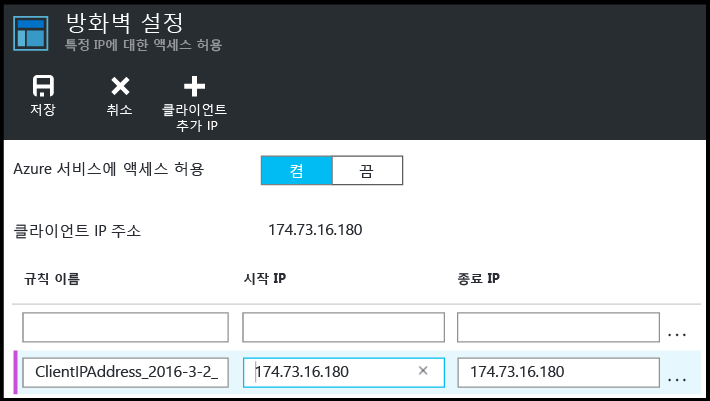 방화벽 설정
특정 IP에 대한 액세스 허용
저장
취소
클라이언트
추가 IP
Azure 서비스에 액세스 허용
켬
끔
클라이언트 IP 주소
174.73.16.180
규칙 이름
시작 IP
종료 IP
...
ClientIPAddress_2016-3-2_
174.73.16.180
×
174.73.16.180
...